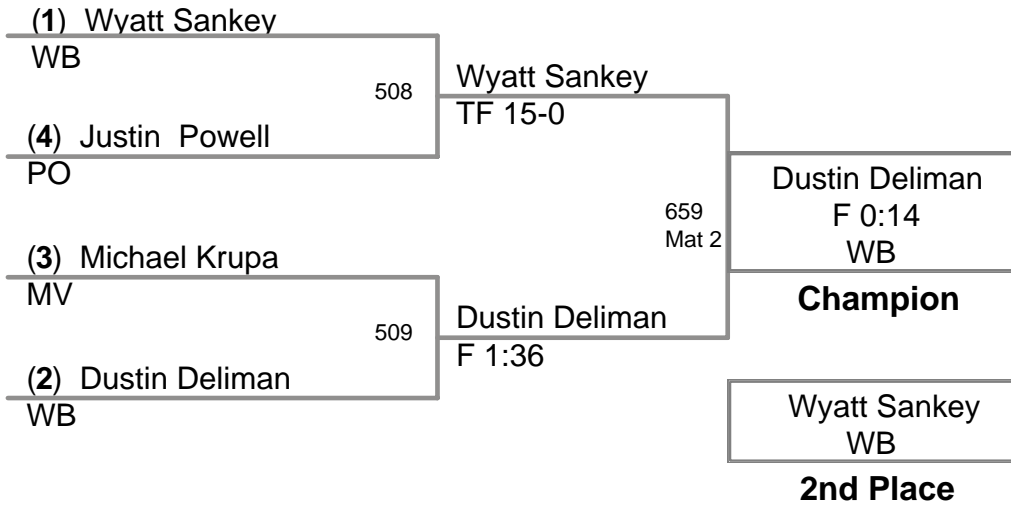 (1) Wyatt Sankey
WB
508
(4) Justin Powell
PO
(3) Michael Krupa
MV
509
(2) Dustin Deliman
WB
Wyatt Sankey
TF 15-0
659
Mat 2
Dustin Deliman
F 1:36
Dustin Deliman
F 0:14
WB
Champion
Wyatt Sankey
WB
2nd Place